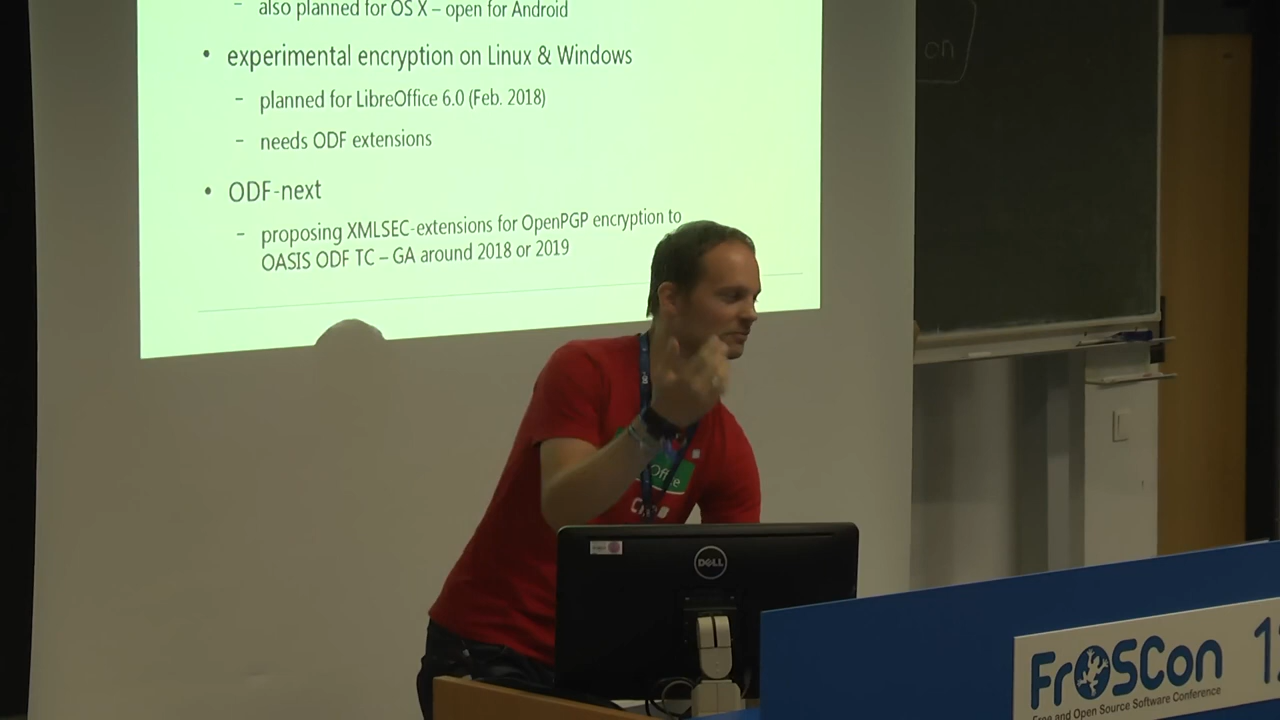 – also planned for OS X – open for Android
• experimental encryption on Linux & Windows
– planned for LibreOffice 6.0 (Feb. 2018)
– needs ODF extensions
• ODF-next
– proposing XMLSEC-extensions for OpenPGP encryption to
OASIS ODF TC – GA around 2018 or 2019
on
Office
DELL
FrOSCon
Free and Open Source Software Conference